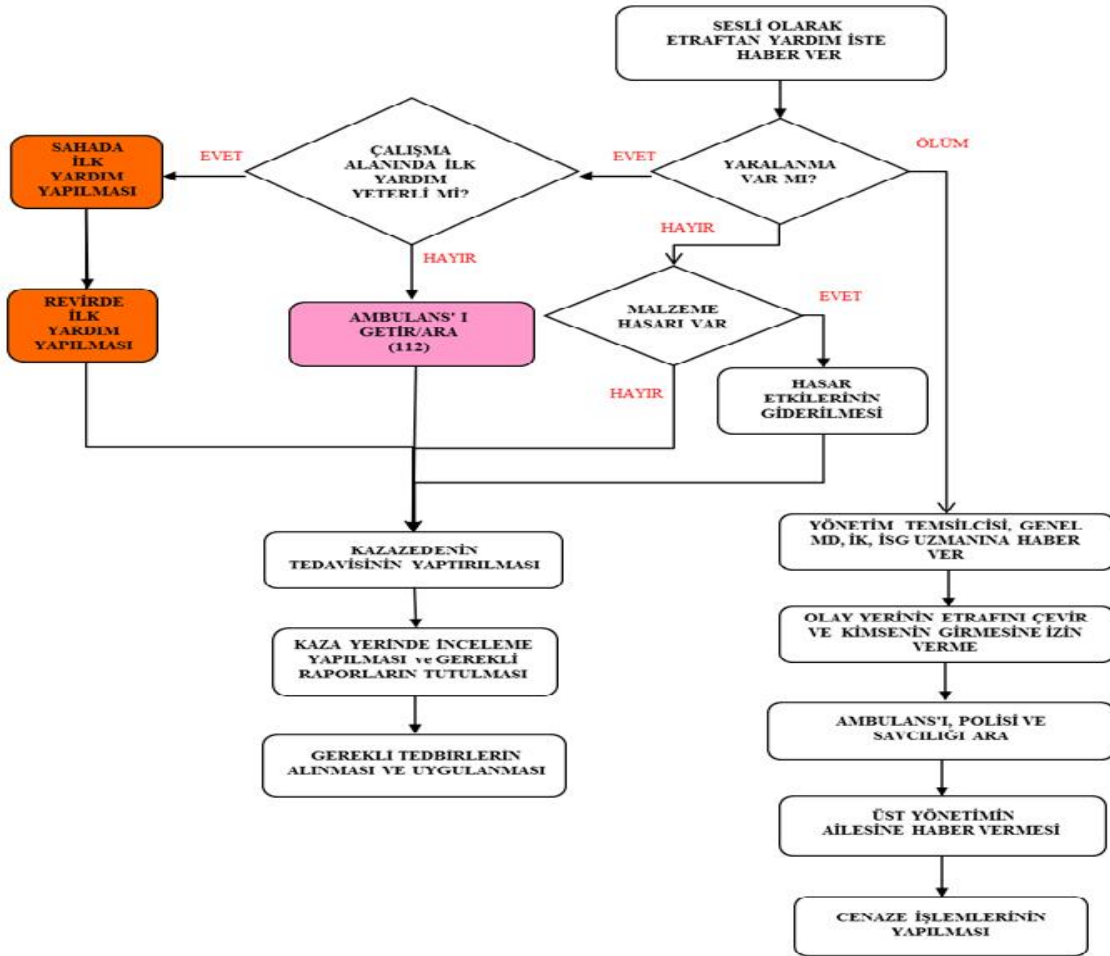 SESLİ OLARAK
ETRAFTAN YARDIM İSTE
HABER VER
YARALANMA
VAR MI?
ÖLÜM
EVET
ÇALIŞMA
ALANINDA İLK
YARDIM
YETERLİ Mİ?
EVET
SAHADA
İLK
YARDIM
YAPILMASI
HAYIR
HAYIR
REVİRDE
İLK
YARDIM
YAPILMASI
AMBULANS' I
GETİR/ARA
(112)
MALZEME
HASARI VAR
EVET
HAYIR
HASAR
ETKİLERİNİN
GİDERİLMESİ
KAZAZEDENİN
TEDAVİSİNİN YAPTIRILMASI
KAZA YERİNDE İNCELEME
YAPILMASI ve GEREKLİ
RAPORLARIN TUTULMASI
GEREKLİ TEDBİRLERİN
ALINMASI VE UYGULANMASI
YÖNETİM TEMSİLCİSİ, GENEL
MD, İK, İSG UZMANINA HABER
VER
OLAY YERİNİN ETRAFINI ÇEVİR
VE KİMSENİN GİRMESİNE İZİN
VERME
AMBULANS'I, POLİSİ VE
SAVCILIĞI ARA
ÜST YÖNETİMİN
AİLESİNE HABER VERMESİ
CENAZE İŞLEMLERİNİN
YAPILMASI